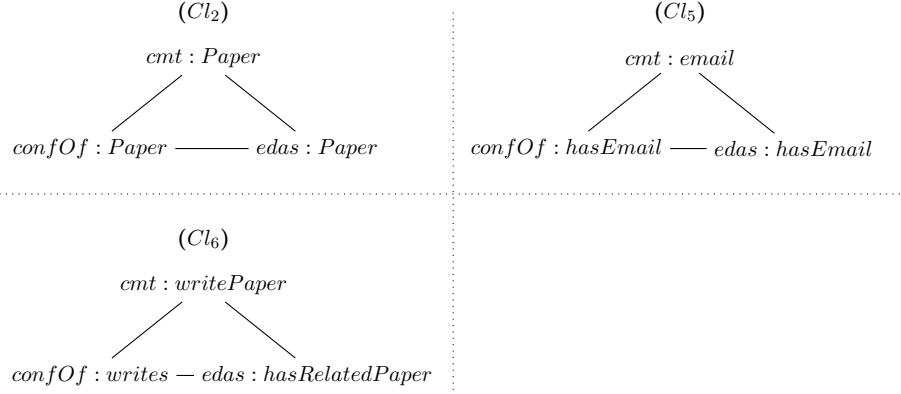 (Cl₂)
cmt : Paper
confOf : Paper
edas : Paper
(Cl₅)
cmt : email
confOf : hasEmail
edas : hasEmail
(Cl₆)
cmt : writePaper
confOf : writes
edas : hasRelatedPaper